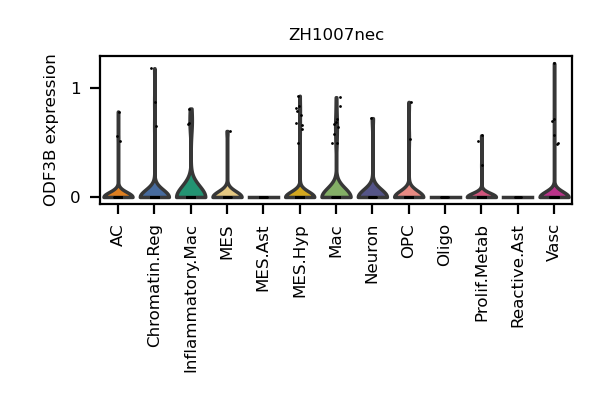 ZH1007nec
ODF3B expression
1
0
AC
Chromatin.Reg
Inflammatory.Mac
MES
MES.Ast
MES.Hyp
Mac
Neuron
OPC
Oligo
Prolif.Metab
Reactive.Ast
Vasc